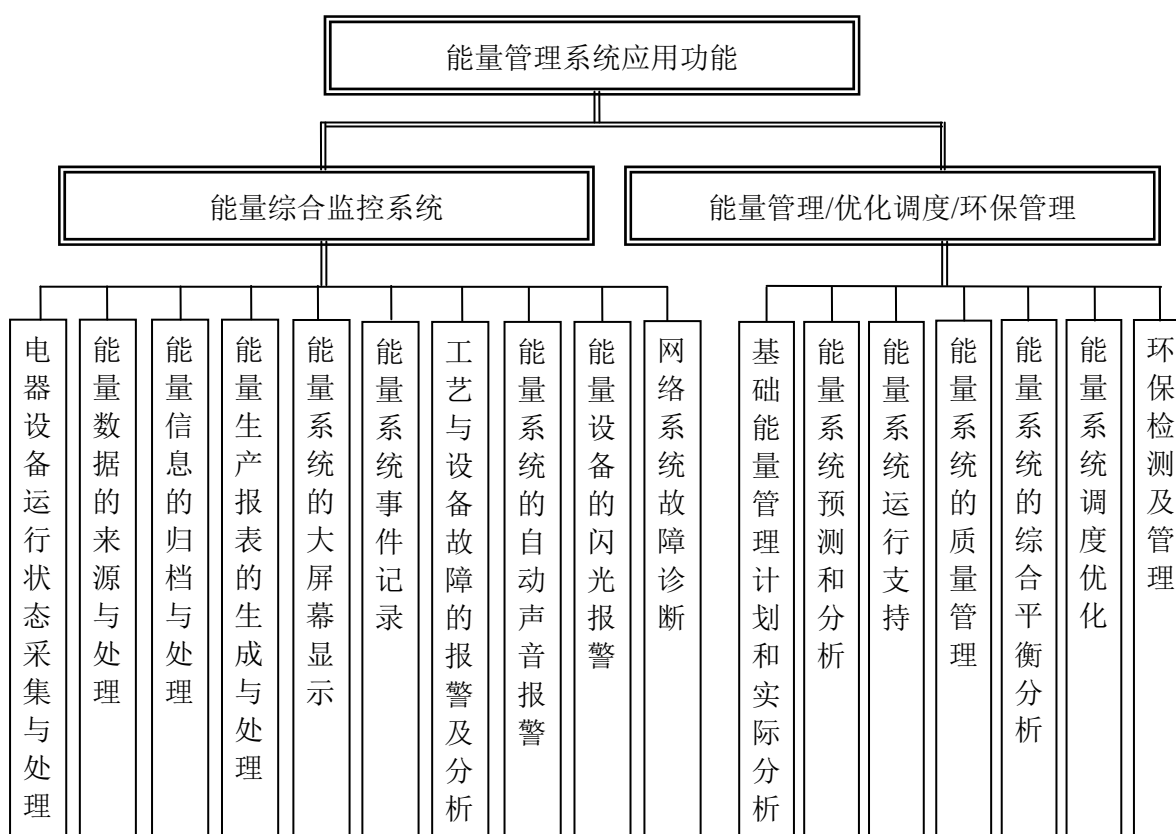 能量管理系统应用功能
能量综合监控系统
能量管理/优化调度/环保管理
电器设备运行状态采集与处理
能量数据的来源与处理
能量信息的归档与处理
能量生产报表的生成与处理
能量系统的大屏幕显示
能量系统事件记录
工艺与设备故障的报警及分析
能量系统的自动声音报警
能量设备的闪光报警
网络系统故障诊断
基础能量管理计划和实际分析
能量系统预测和分析
能量系统运行支持
能量系统的质量管理
能量系统的综合平衡分析
能量系统调度优化
环保检测及管理